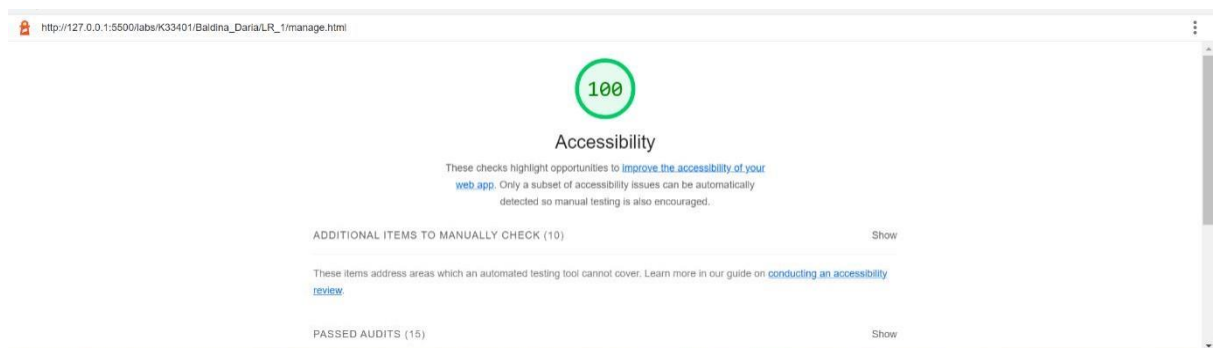 http://127.0.0.1:5500/labs/K33401/Baldina_Daria/LR_1/manage.html
100
Accessibility
These checks highlight opportunities to improve the accessibility of your
web app. Only a subset of accessibility issues can be automatically
detected so manual testing is also encouraged.
ADDITIONAL ITEMS TO MANUALLY CHECK (10) Show
These items address areas which an automated testing tool cannot cover. Learn more in our guide on conducting an accessibility
review.
PASSED AUDITS (15) Show